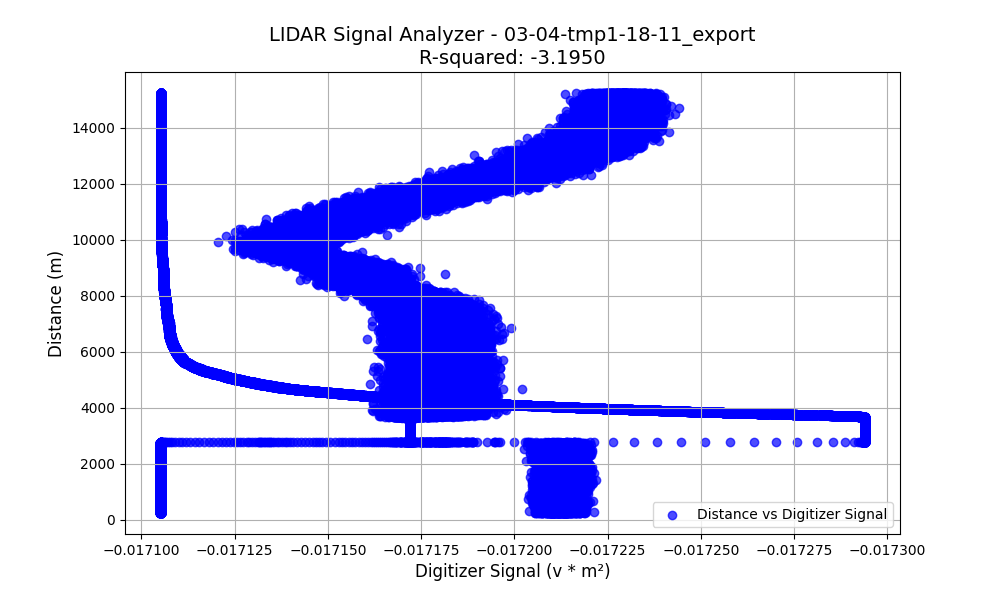 LIDAR Signal Analyzer - 03-04-tmp1-18-11_export
R-squared: -3.1950
Distance (m)
14000
12000
10000
8000
6000
4000
2000
0
Distance vs Digitizer Signal
−0.017100 −0.017125 −0.017150 −0.017175 −0.017200 −0.017225 −0.017250 −0.017275 −0.017300
Digitizer Signal (v * m²)